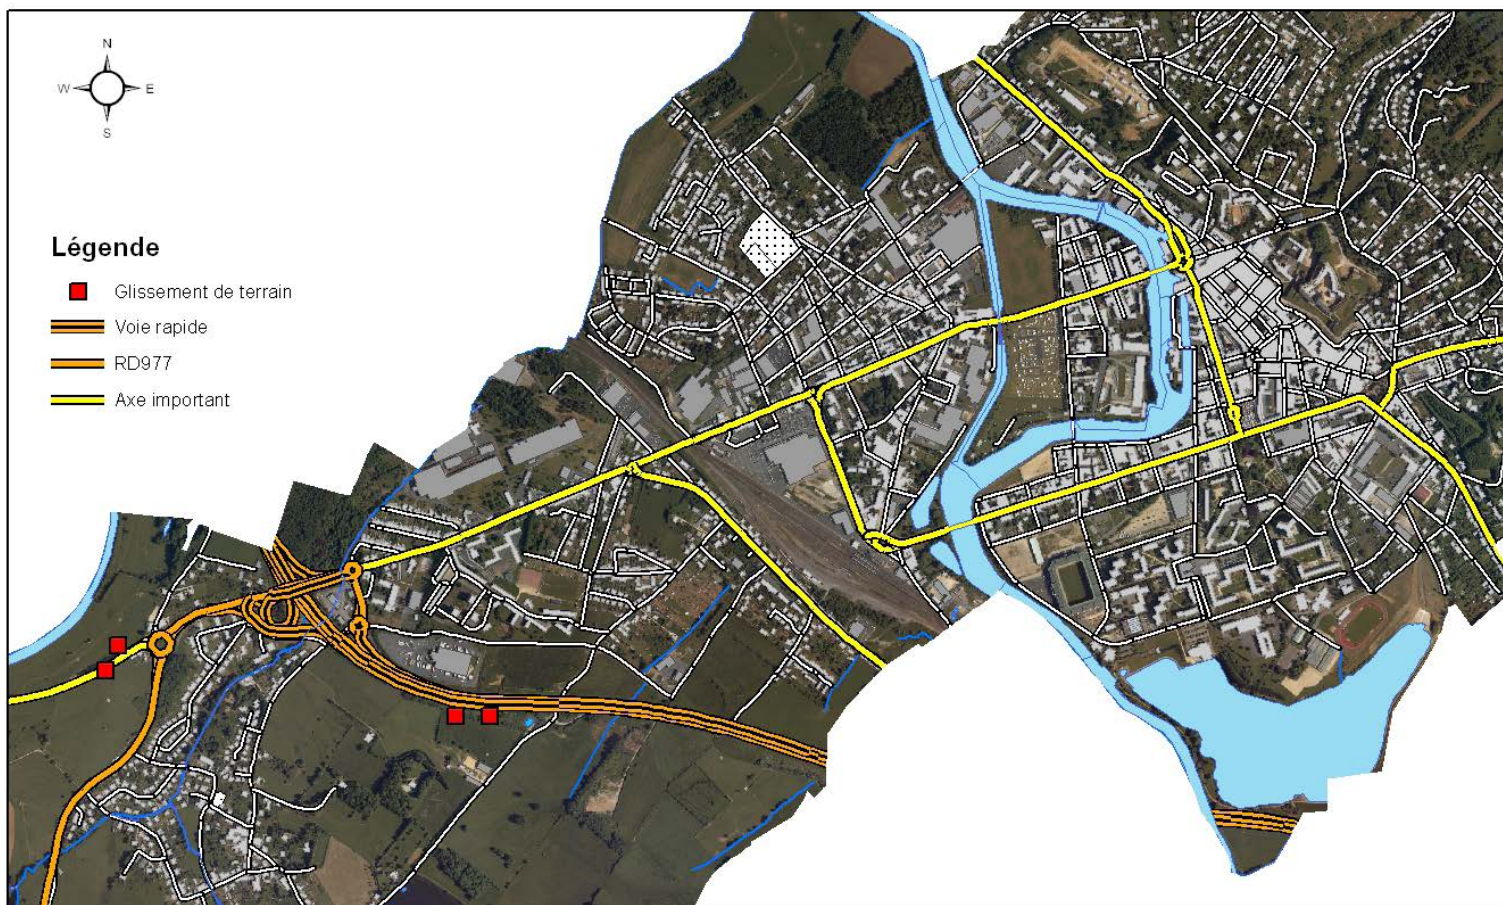 N
W E
S
Légende
Glissement de terrain
Voie rapide
RD977
Axe important